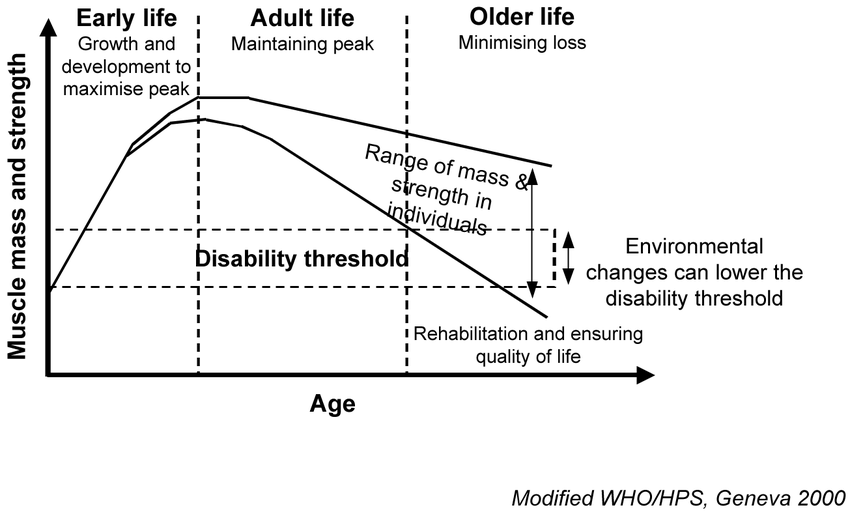 Early life
Growth and
development to
maximise peak
Adult life
Maintaining peak
Older life
Minimising loss
Muscle mass and strength
Range of mass &
strength in
individuals
Disability threshold
Environmental
changes can lower the
disability threshold
Rehabilitation and ensuring
quality of life
Age
Modified WHO/HPS, Geneva 2000